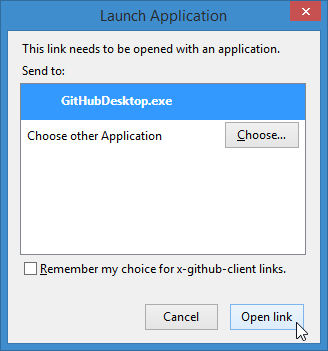 Launch Application
This link needs to be opened with an application.
Send to:
GitHubDesktop.exe
Choose other Application
Choose...
Remember my choice for x-github-client links.
Cancel
Open link